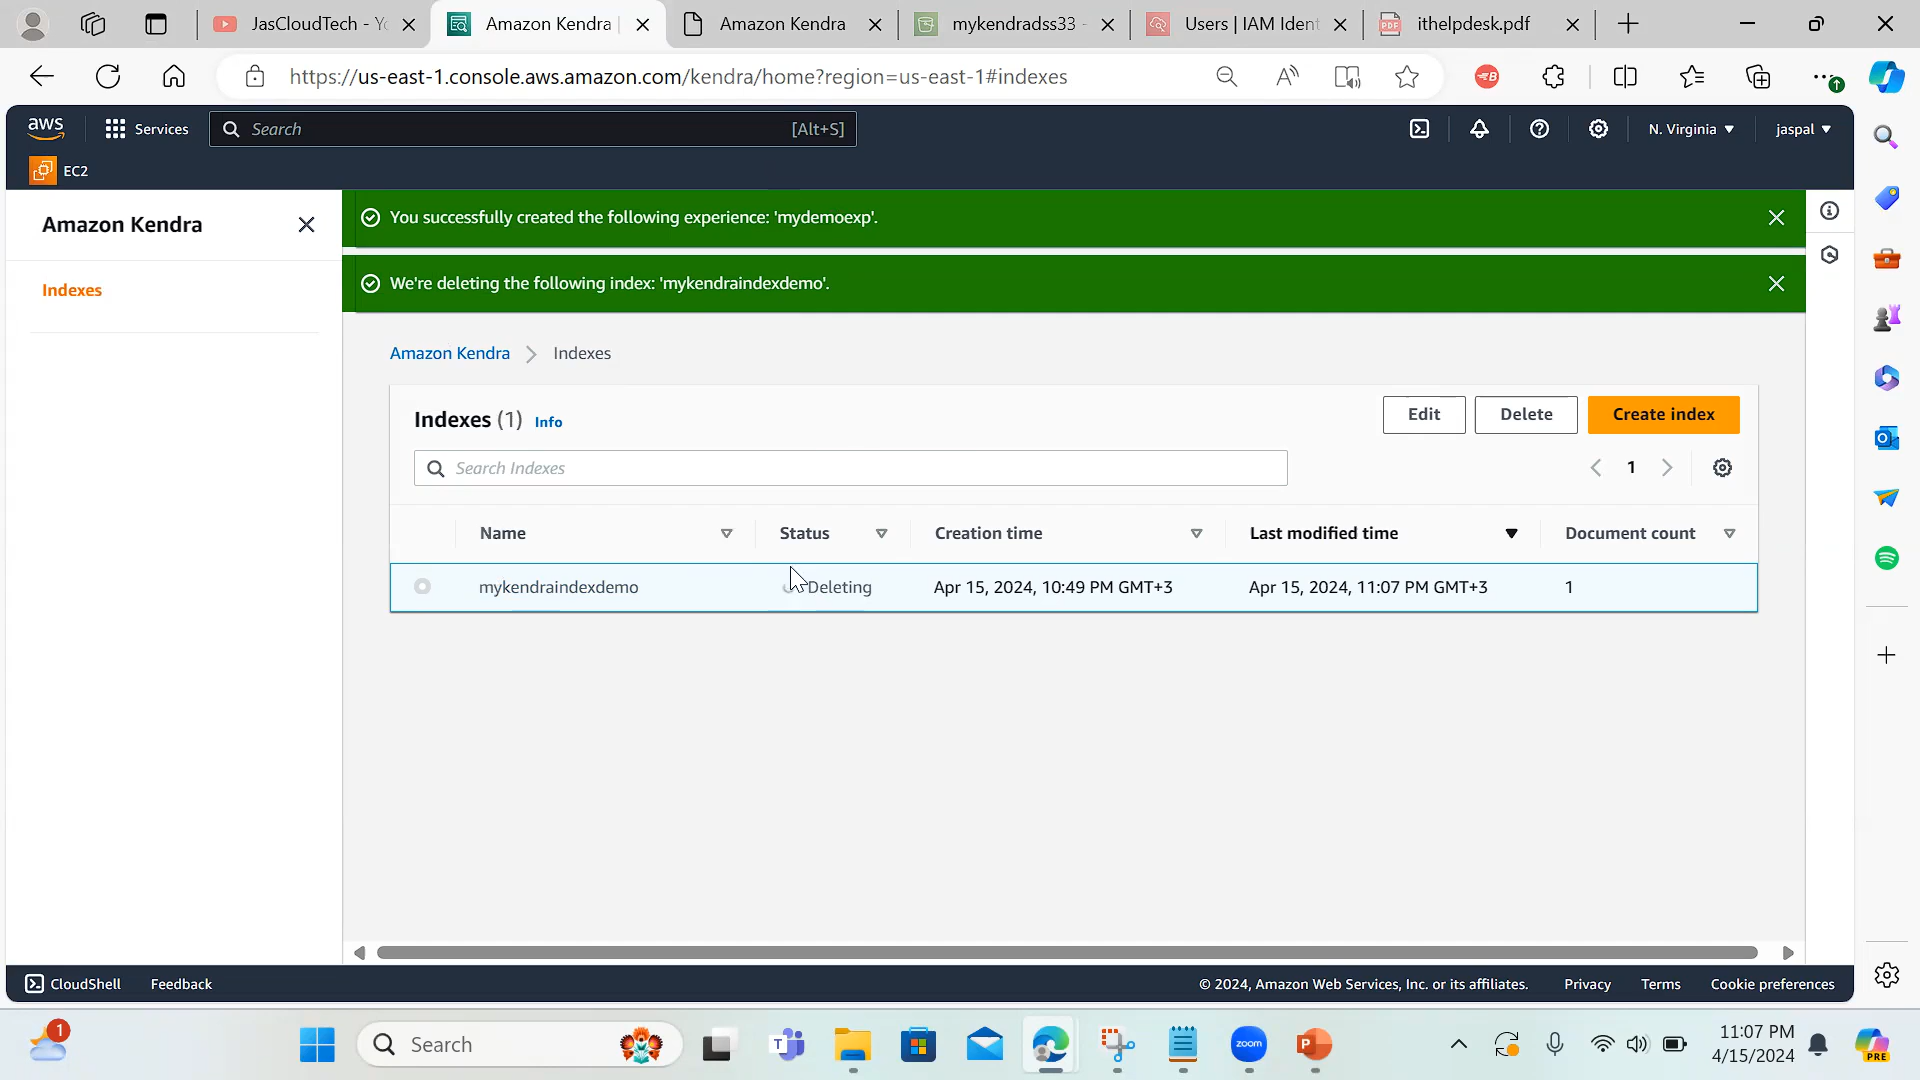 JasCloudTech - Yo
Amazon Kendra
Amazon Kendra
mykendradss33 -
Users | IAM Ident
PDF
ithelpdesk.pdf
https://us-east-1.console.aws.amazon.com/kendra/home?region=us-east-1#indexes
aws
Services
Search
[Alt+S]
N. Virginia
jaspal
EC2
Amazon Kendra
Indexes
You successfully created the following experience: 'mydemoexp'.
We're deleting the following index: 'mykendraindexdemo'.
Amazon Kendra
Indexes
Indexes (1) Info
Edit
Delete
Create index
Search Indexes
1
Name
Status
Creation time
Last modified time
Document count
mykendraindexdemo
Deleting
Apr 15, 2024, 10:49 PM GMT+3
Apr 15, 2024, 11:07 PM GMT+3
1
CloudShell
Feedback
© 2024, Amazon Web Services, Inc. or its affiliates.
Privacy
Terms
Cookie preferences
1
Search
zoom
11:07 PM
4/15/2024
PRE